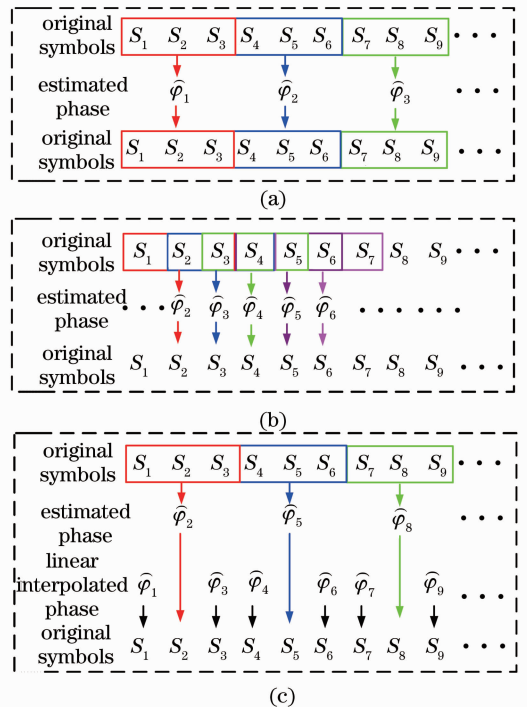 original symbols S₁ S₂ S₃ S₄ S₅ S₆ S₇ S₈ S₉ ···
estimated phase φ̂₁ φ̂₂ φ̂₃ ···
original symbols S₁ S₂ S₃ S₄ S₅ S₆ S₇ S₈ S₉ ···
(a)
original symbols S₁ S₂ S₃ S₄ S₅ S₆ S₇ S₈ S₉ ···
estimated phase ··· φ̂₂ φ̂₃ φ̂₄ φ̂₅ φ̂₆ ··· ···
original symbols S₁ S₂ S₃ S₄ S₅ S₆ S₇ S₈ S₉ ···
(b)
original symbols S₁ S₂ S₃ S₄ S₅ S₆ S₇ S₈ S₉ ···
estimated phase φ̂₂ φ̂₅ φ̂₈ ···
linear interpolated phase φ̂₁ φ̂₃ φ̂₄ φ̂₆ φ̂₇ φ̂₉ ···
original symbols S₁ S₂ S₃ S₄ S₅ S₆ S₇ S₈ S₉ ···
(c)